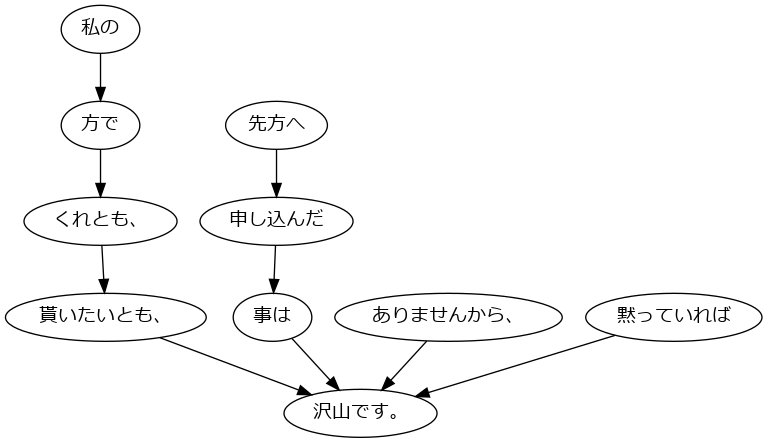 私の
方で
先方へ
くれとも、
申し込んだ
貰いたいとも、
事は
ありませんから、
黙っていれば
沢山です。